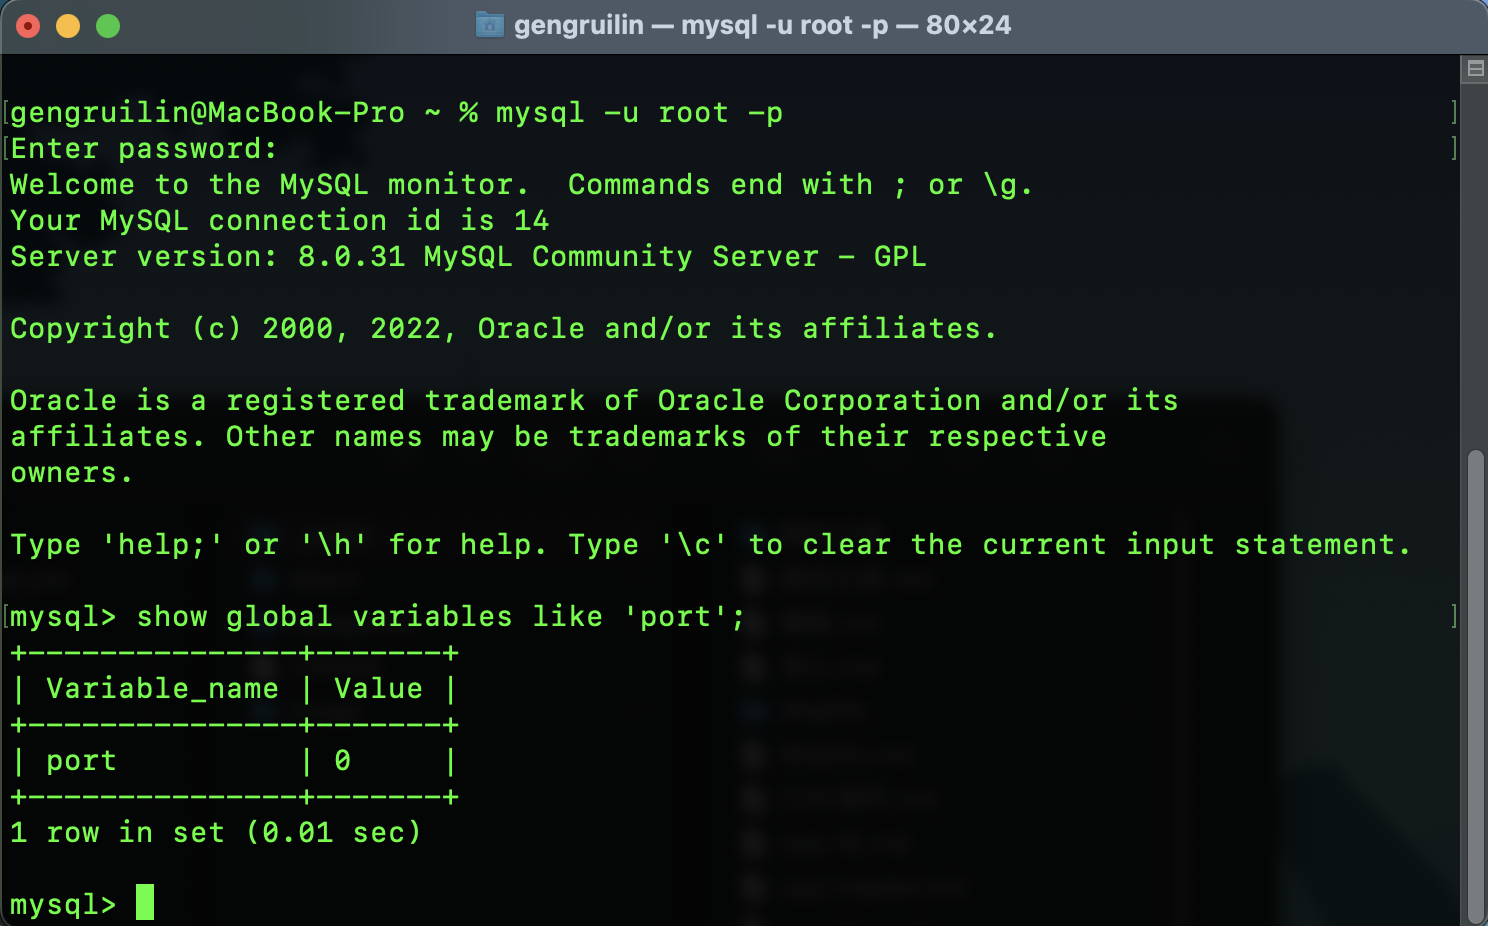 gengruilin — mysql -u root -p — 80×24
[gengruilin@MacBook-Pro ~ % mysql -u root -p ]
[Enter password: ]
Welcome to the MySQL monitor.  Commands end with ; or \g.
Your MySQL connection id is 14
Server version: 8.0.31 MySQL Community Server - GPL
Copyright (c) 2000, 2022, Oracle and/or its affiliates.
Oracle is a registered trademark of Oracle Corporation and/or its
affiliates. Other names may be trademarks of their respective
owners.
Type 'help;' or '\h' for help. Type '\c' to clear the current input statement.
[mysql> show global variables like 'port'; ]
+---------------+-------+
| Variable_name | Value |
+---------------+-------+
| port          | 0     |
+---------------+-------+
1 row in set (0.01 sec)
mysql>